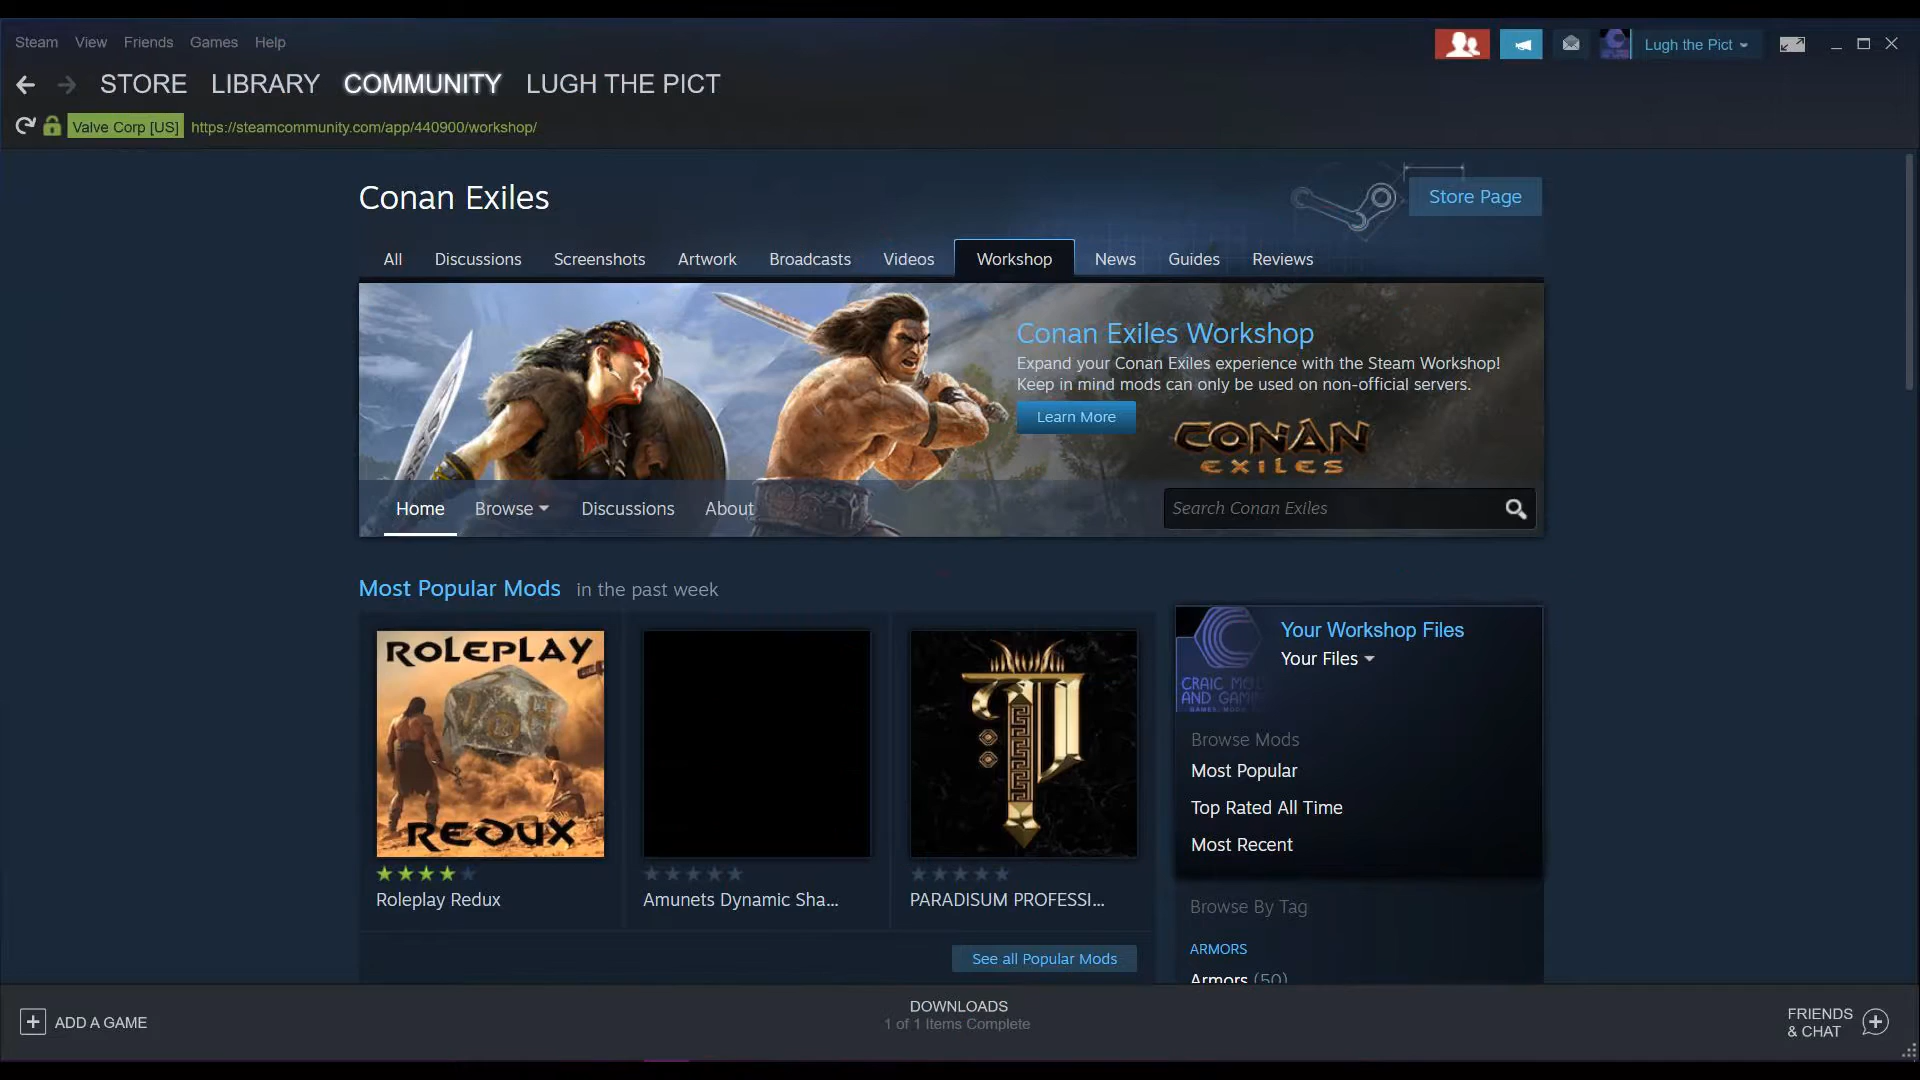 Steam View Friends Games Help
Lugh the Pict
STORE LIBRARY COMMUNITY LUGH THE PICT
Valve Corp [US] https://steamcommunity.com/app/440900/workshop/
Conan Exiles
Store Page
All Discussions Screenshots Artwork Broadcasts Videos Workshop News Guides Reviews
Conan Exiles Workshop
Expand your Conan Exiles experience with the Steam Workshop!
Keep in mind mods can only be used on non-official servers.
Learn More
CONAN
EXILES
Home Browse Discussions About
Search Conan Exiles
Most Popular Mods in the past week
ROLEPLAY
REDUX
Roleplay Redux
Amunets Dynamic Sha...
PARADISUM PROFESSI...
See all Popular Mods
Your Workshop Files
Your Files
CRAIC
AND
Browse Mods
Most Popular
Top Rated All Time
Most Recent
Browse By Tag
ARMORS
Armors (50)
ADD A GAME
DOWNLOADS
1 of 1 Items Complete
FRIENDS
& CHAT